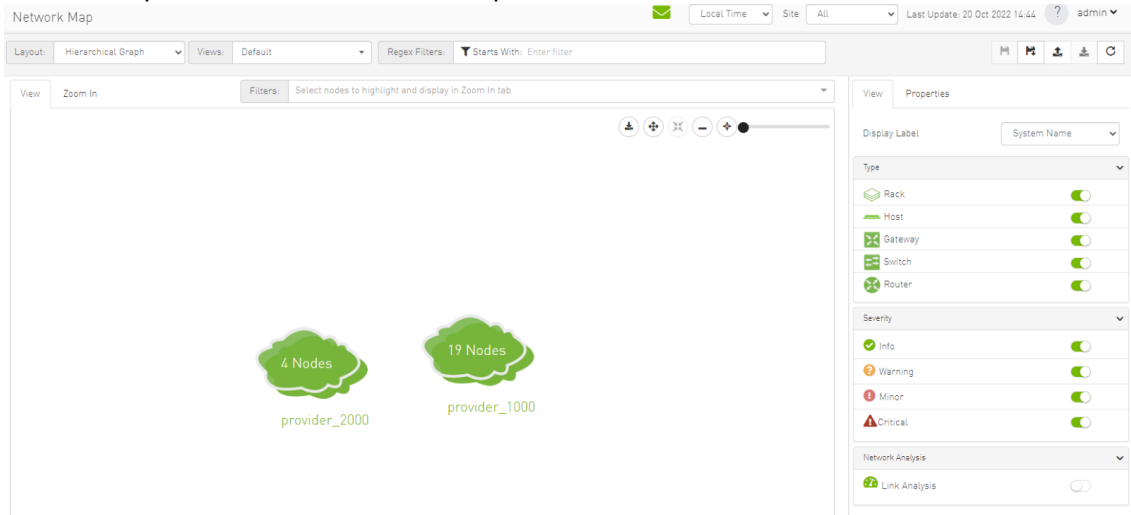 Network Map
Local Time
Site
All
Last Update: 20 Oct 2022 14:44
?
admin
Layout:
Hierarchical Graph
Views:
Default
Regex Filters:
Starts With:
Enter filter
View
Zoom In
Filters:
Select nodes to highlight and display in Zoom In tab
4 Nodes
provider_2000
19 Nodes
provider_1000
View
Properties
Display Label
System Name
Type
Rack
Host
Gateway
Switch
Router
Severity
Info
Warning
Minor
Critical
Network Analysis
Link Analysis